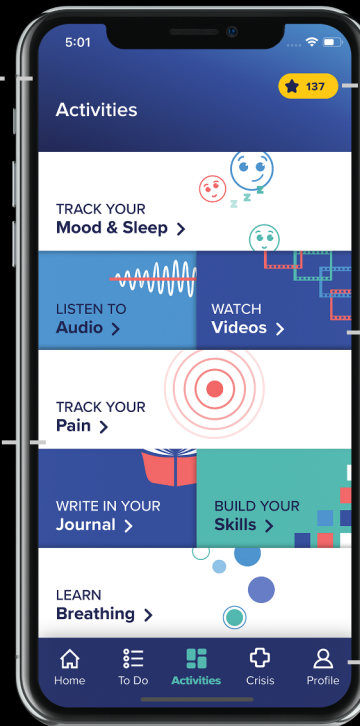 5:01
137
Activities
TRACK YOUR
Mood & Sleep >
z z z
LISTEN TO
Audio >
WATCH
Videos >
TRACK YOUR
Pain >
WRITE IN YOUR
Journal >
BUILD YOUR
Skills >
LEARN
Breathing >
Home To Do Activities Crisis Profile